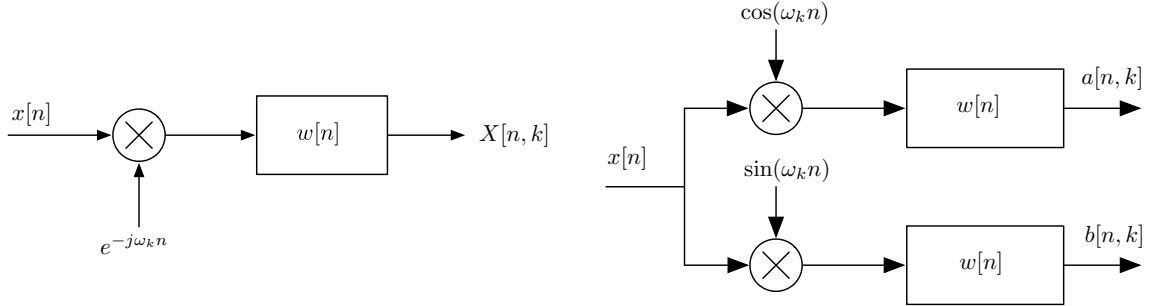 x[n]
w[n]
X[n, k]
e^{-jω_k n}
cos(ω_k n)
w[n]
a[n, k]
x[n]
sin(ω_k n)
w[n]
b[n, k]